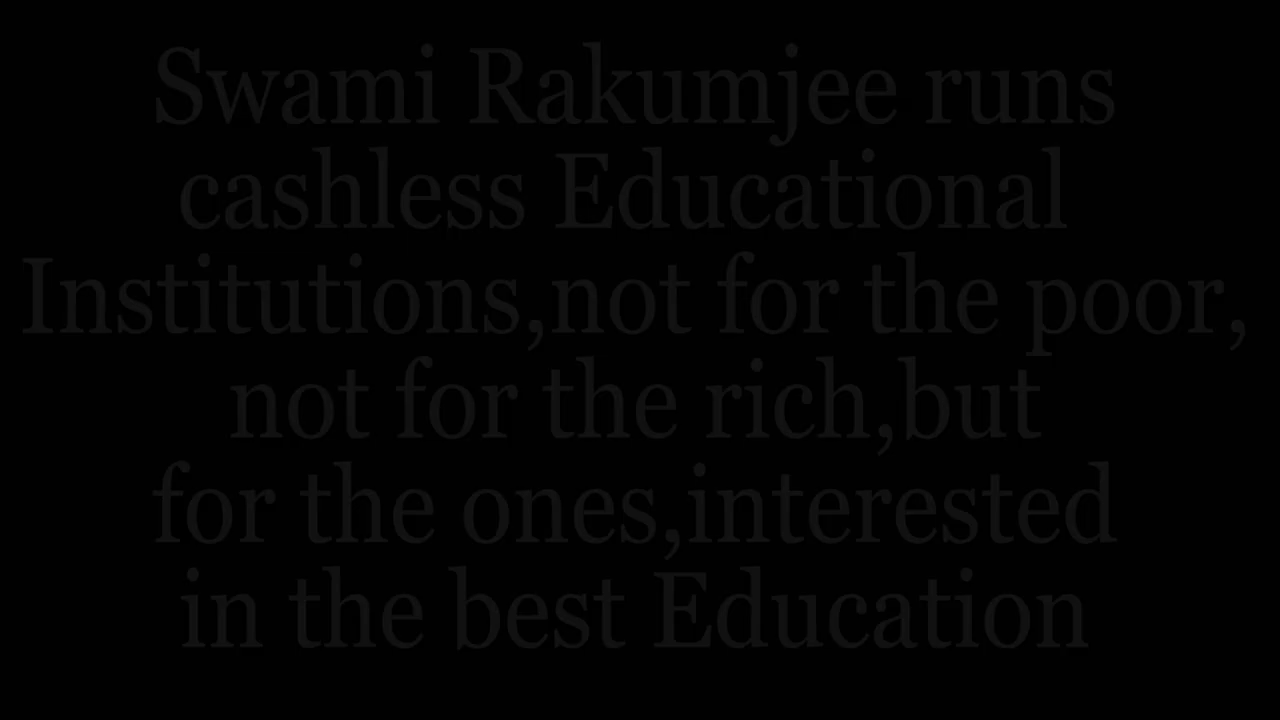 Swami Rakumjee runs
cashless Educational
Institutions,not for the poor,
not for the rich,but
for the ones,interested
in the best Education